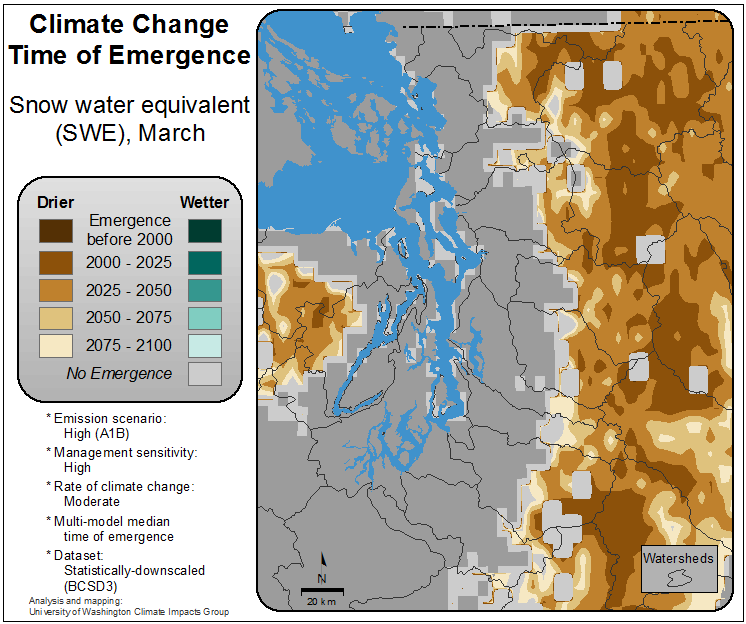 Climate Change
Time of Emergence
Snow water equivalent
(SWE), March
Drier
Wetter
Emergence
before 2000
2000 - 2025
2025 - 2050
2050 - 2075
2075 - 2100
No Emergence
* Emission scenario:
High (A1B)
* Management sensitivity:
High
* Rate of climate change:
Moderate
* Multi-model median
time of emergence
* Dataset:
Statistically-downscaled
(BCSD3)
Analysis and mapping:
University of Washington Climate Impacts Group
N
20 km
Watersheds